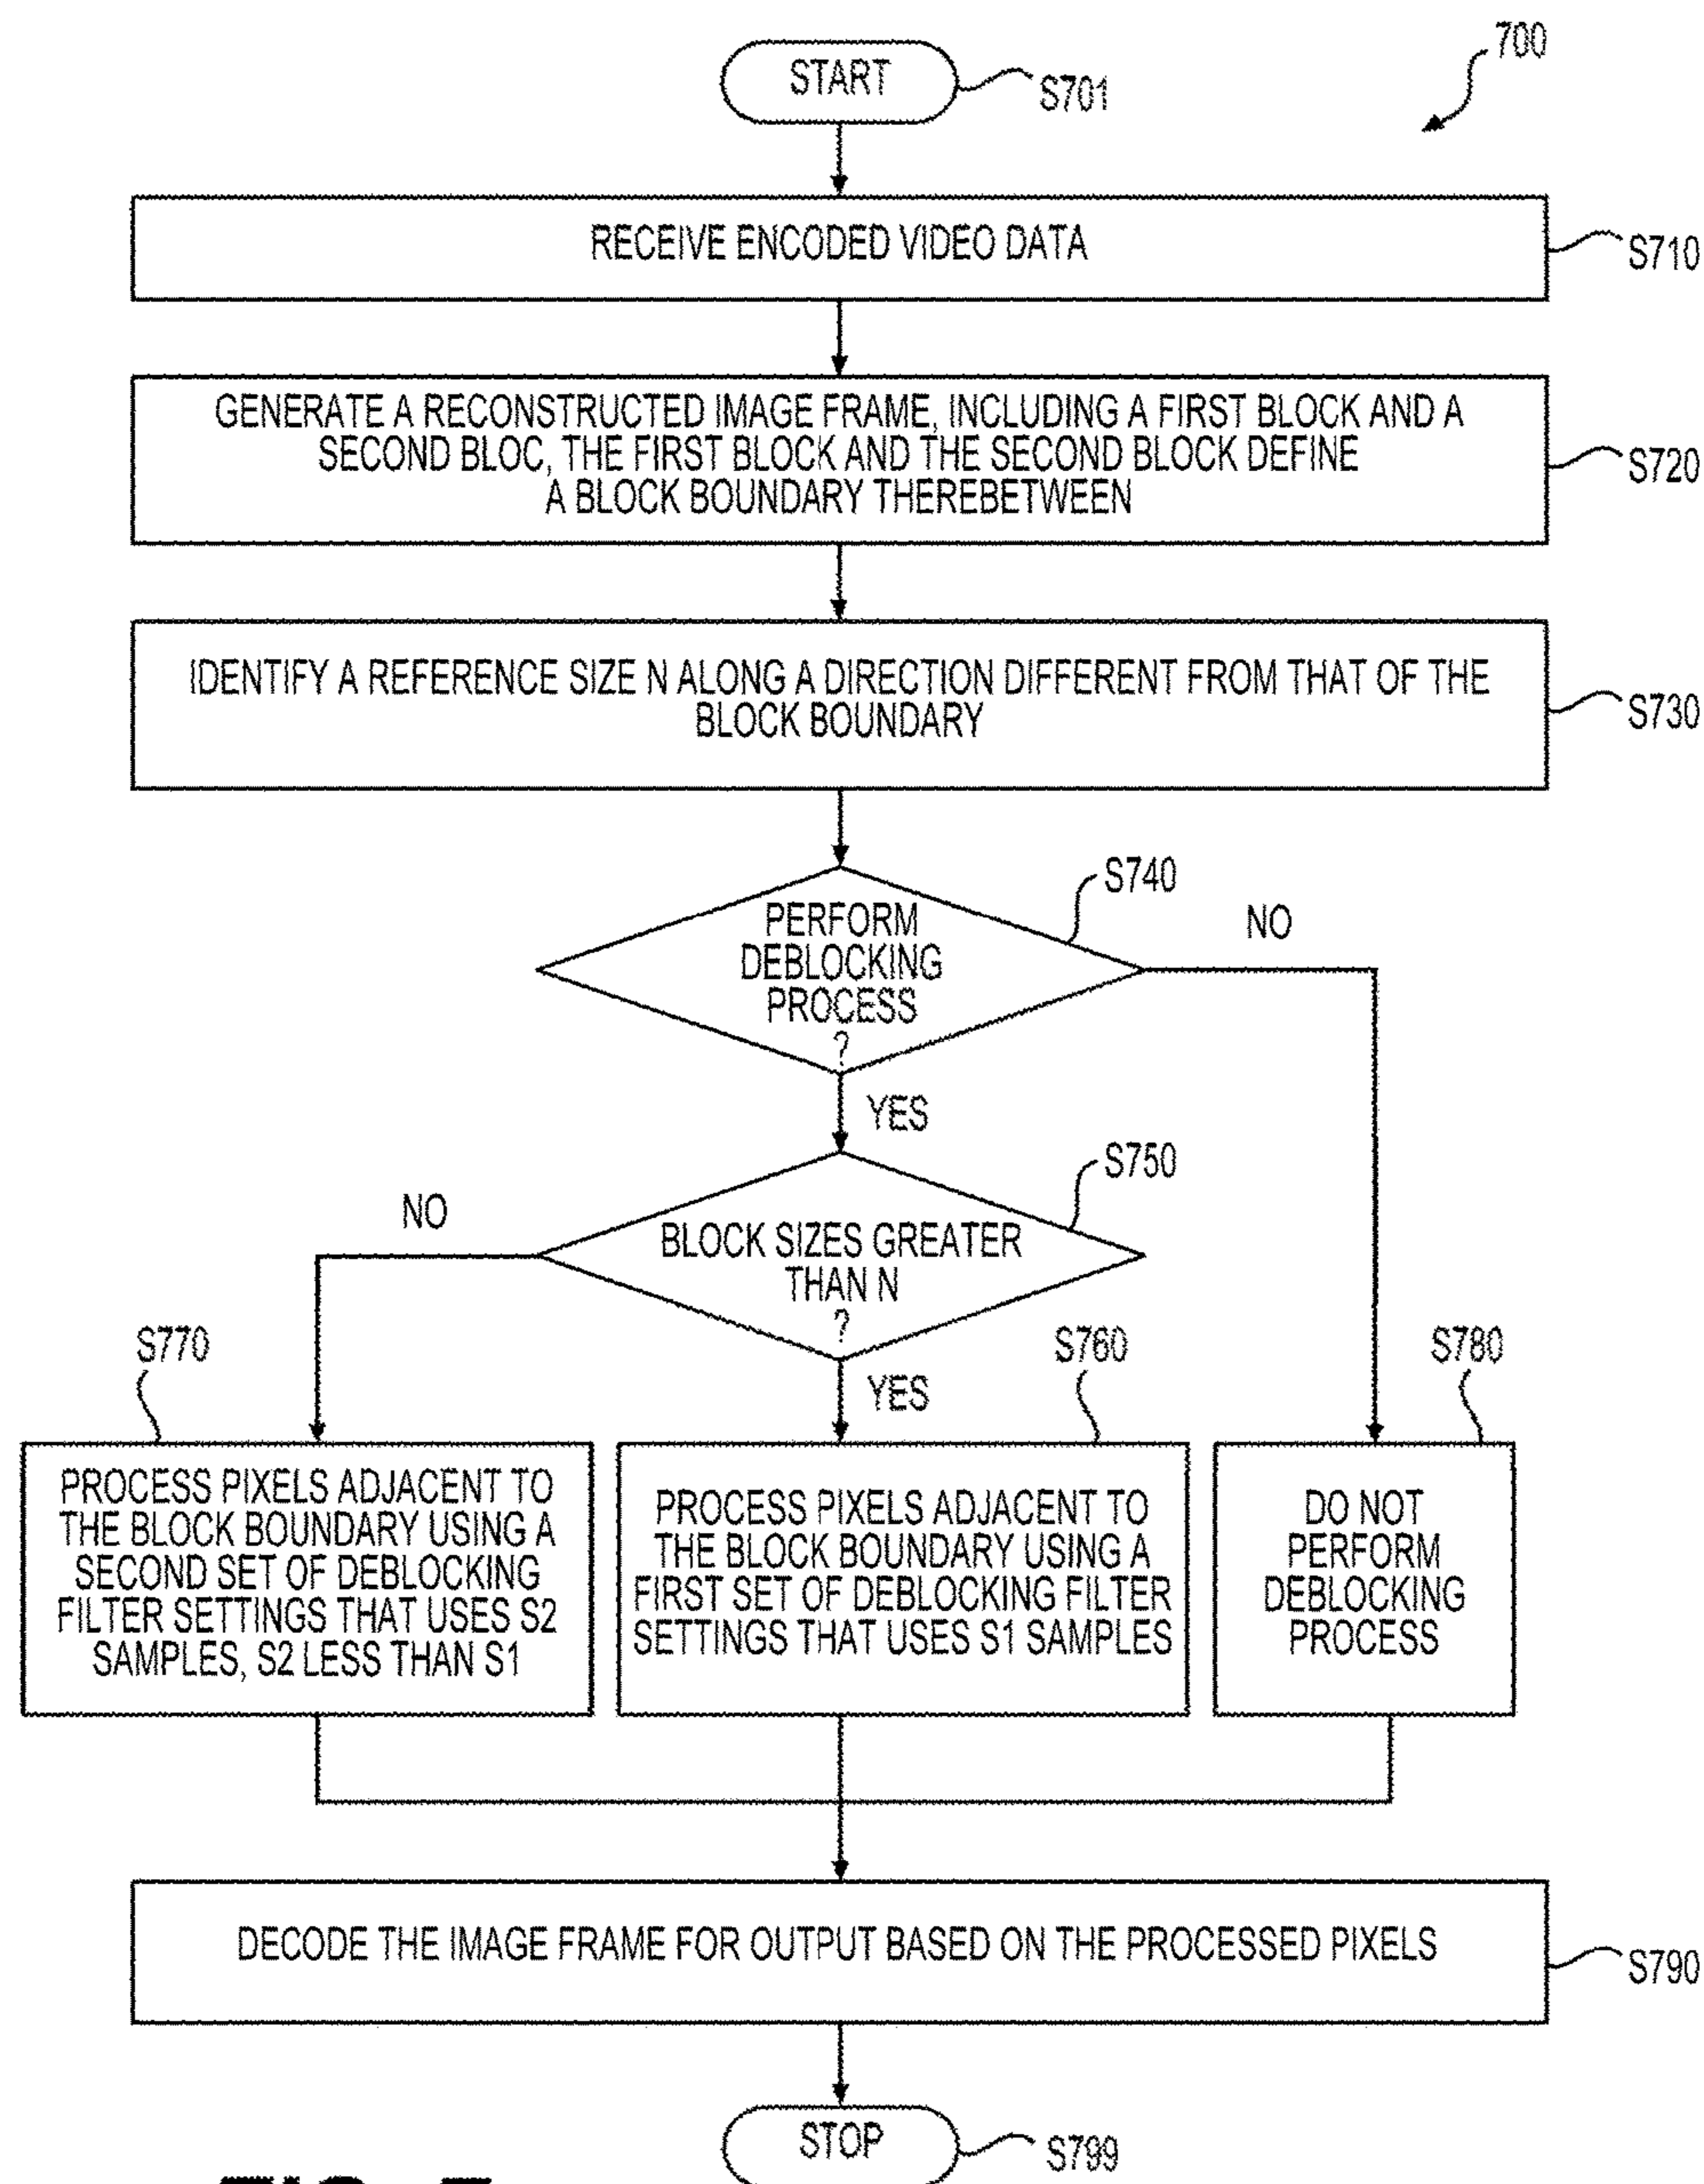 700
START
S701
RECEIVE ENCODED VIDEO DATA
S710
GENERATE A RECONSTRUCTED IMAGE FRAME, INCLUDING A FIRST BLOCK AND A
SECOND BLOC, THE FIRST BLOCK AND THE SECOND BLOCK DEFINE
A BLOCK BOUNDARY THEREBETWEEN
S720
IDENTIFY A REFERENCE SIZE N ALONG A DIRECTION DIFFERENT FROM THAT OF THE
BLOCK BOUNDARY
S730
S740
PERFORM
DEBLOCKING
PROCESS
?
NO
YES
S750
BLOCK SIZES GREATER
THAN N
?
NO
YES
S770
PROCESS PIXELS ADJACENT TO
THE BLOCK BOUNDARY USING A
SECOND SET OF DEBLOCKING
FILTER SETTINGS THAT USES S2
SAMPLES, S2 LESS THAN S1
S760
PROCESS PIXELS ADJACENT TO
THE BLOCK BOUNDARY USING A
FIRST SET OF DEBLOCKING FILTER
SETTINGS THAT USES S1 SAMPLES
S780
DO NOT
PERFORM
DEBLOCKING
PROCESS
DECODE THE IMAGE FRAME FOR OUTPUT BASED ON THE PROCESSED PIXELS
S790
STOP
S799